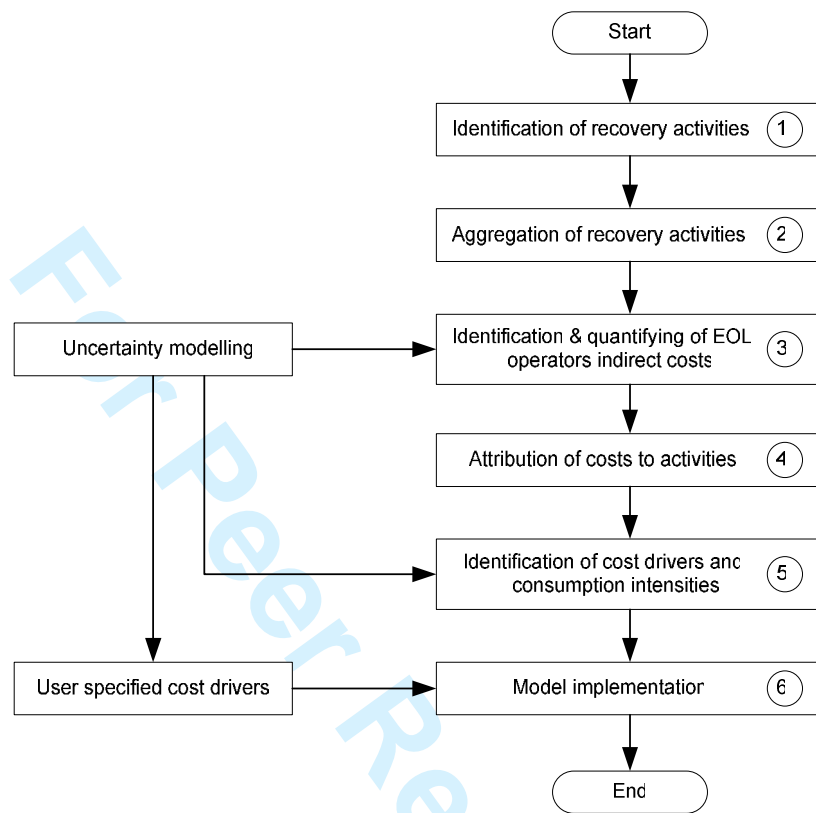 Start
Identification of recovery activities 1
Aggregation of recovery activities 2
Uncertainty modelling
Identification & quantifying of EOL
operators indirect costs 3
Attribution of costs to activities 4
Identification of cost drivers and
consumption intensities 5
User specified cost drivers
Model implementation 6
End
For Peer Re